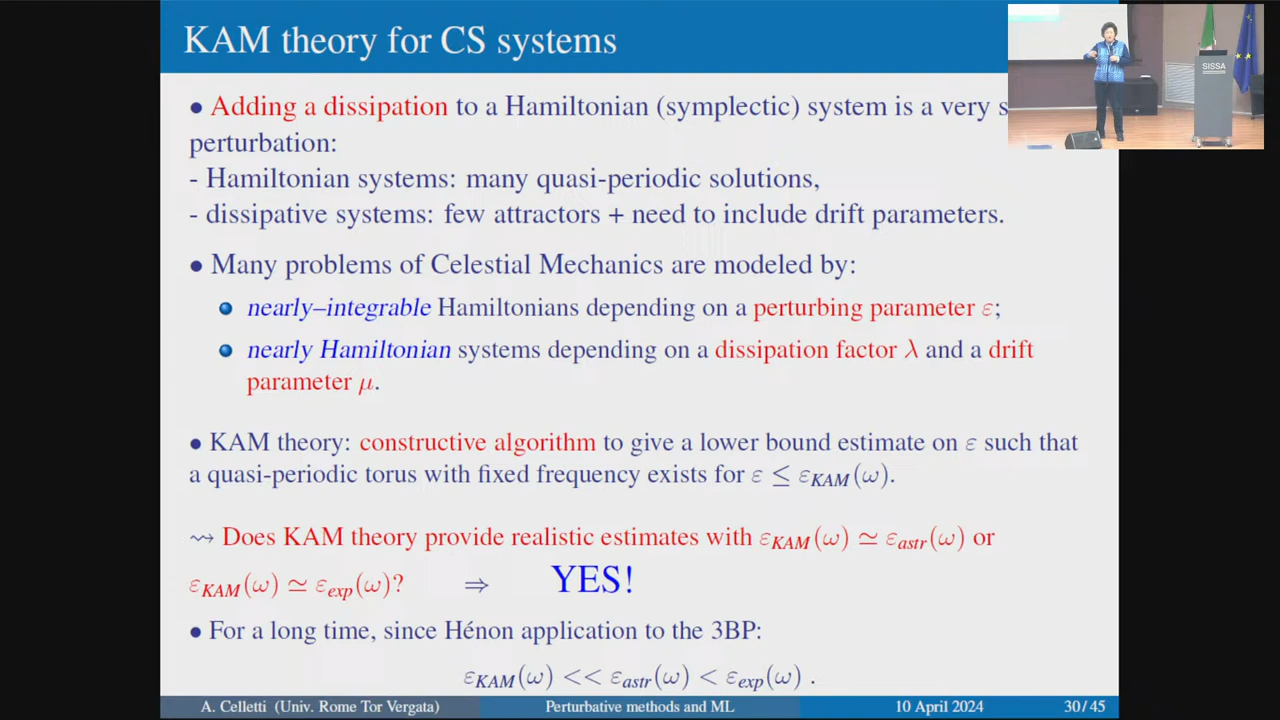 KAM theory for CS systems
SISSA
• Adding a dissipation to a Hamiltonian (symplectic) system is a very
perturbation:
- Hamiltonian systems: many quasi-periodic solutions,
- dissipative systems: few attractors + need to include drift parameters.
• Many problems of Celestial Mechanics are modeled by:
nearly–integrable Hamiltonians depending on a perturbing parameter ε;
nearly Hamiltonian systems depending on a dissipation factor λ and a drift
parameter μ.
• KAM theory: constructive algorithm to give a lower bound estimate on ε such that
a quasi-periodic torus with fixed frequency exists for ε ≤ ε_KAM(ω).
⇝ Does KAM theory provide realistic estimates with ε_KAM(ω) ≃ ε_astr(ω) or
ε_KAM(ω) ≃ ε_exp(ω)? ⇒ YES!
• For a long time, since Hénon application to the 3BP:
ε_KAM(ω) << ε_astr(ω) < ε_exp(ω) .
A. Celletti (Univ. Rome Tor Vergata) Perturbative methods and ML 10 April 2024 30/45